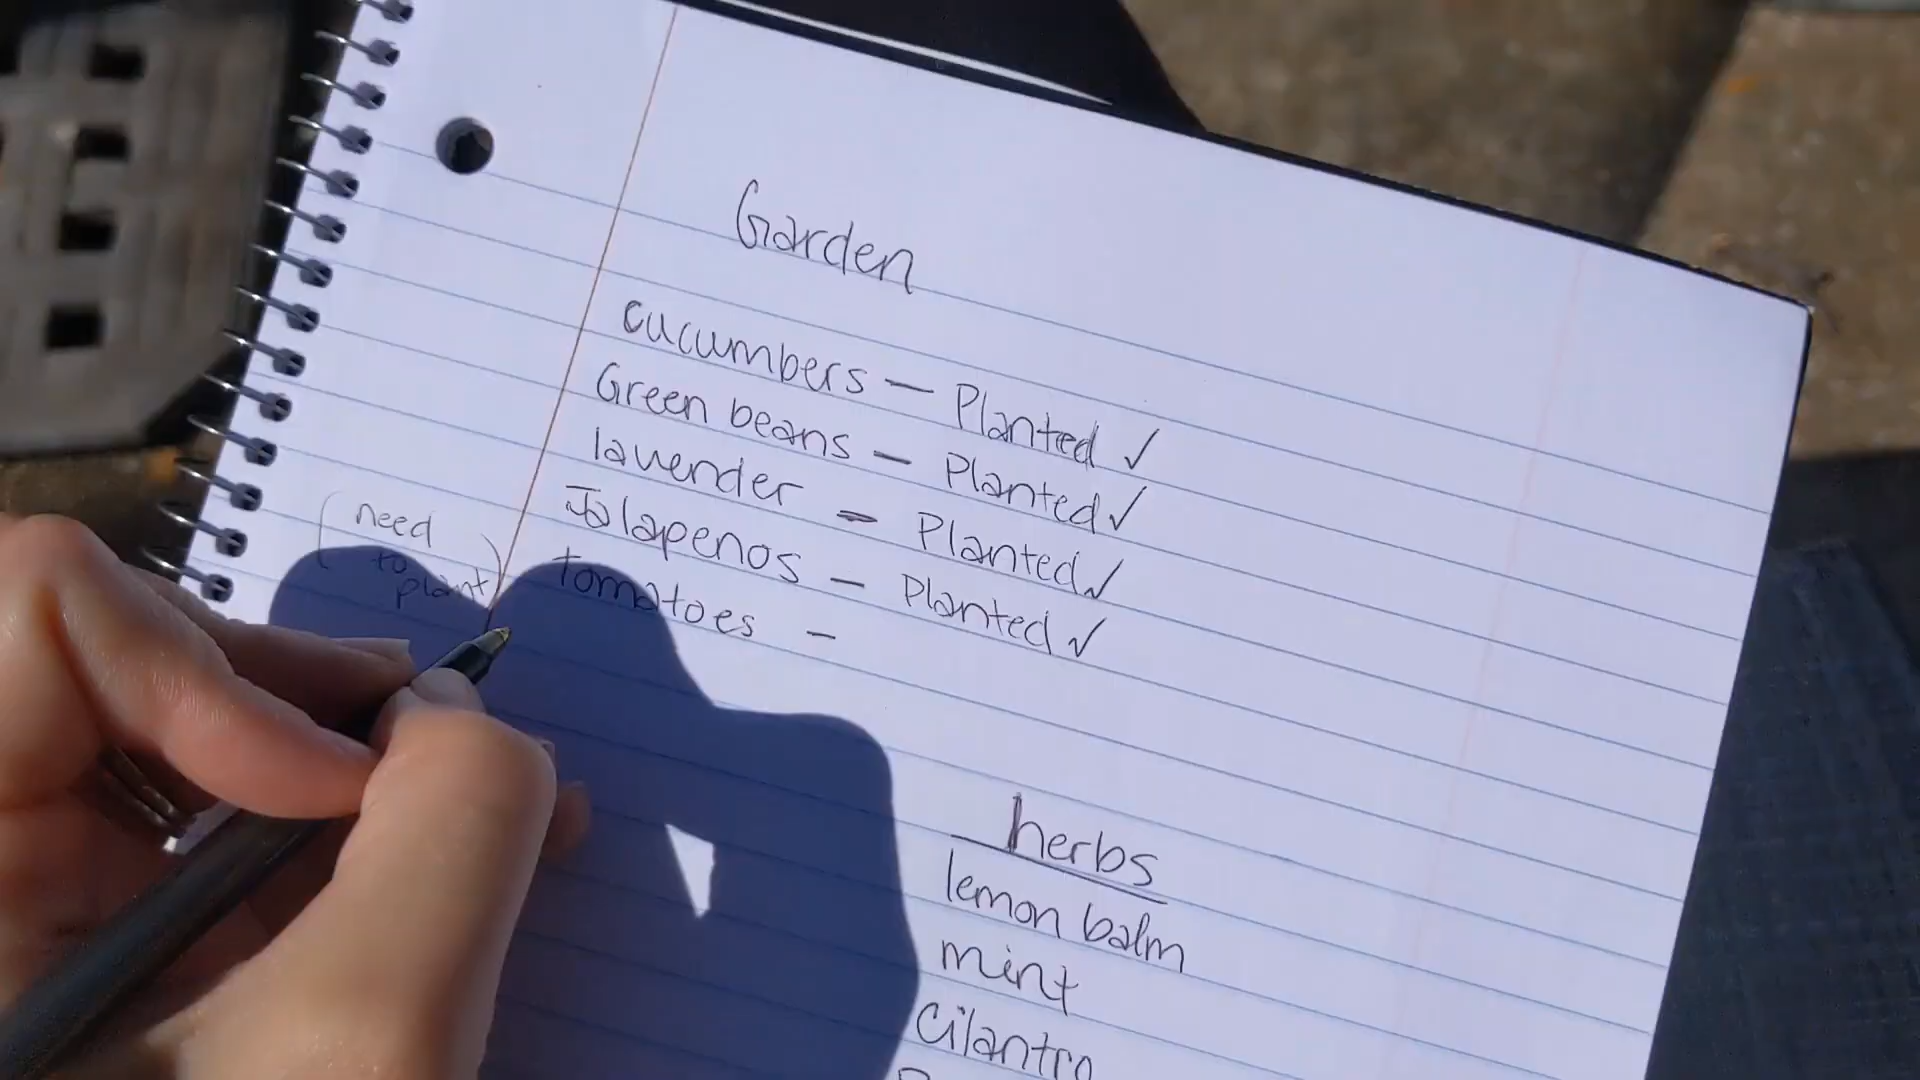 Garden
cucumbers — Planted ✓
Green beans — Planted ✓
lavender — Planted ✓
Jalapenos — Planted ✓
(need to plant) tomatoes —
herbs
lemon balm
mint
Cilantro